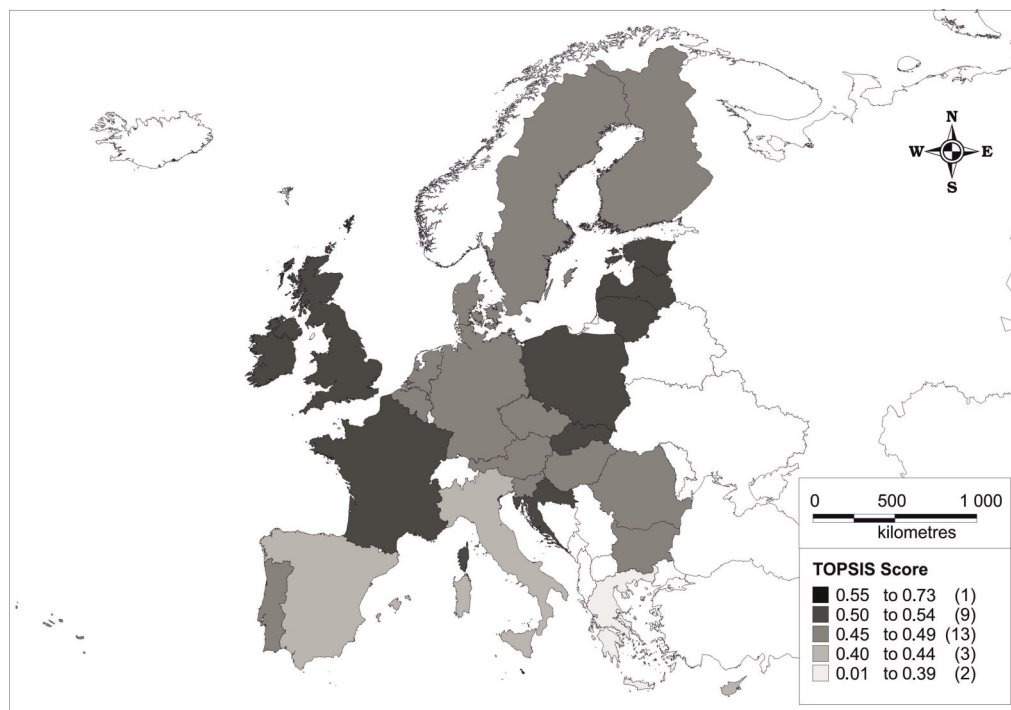 N
W E
S
0 500 1 000
kilometres
TOPSIS Score
0.55 to 0.73 (1)
0.50 to 0.54 (9)
0.45 to 0.49 (13)
0.40 to 0.44 (3)
0.01 to 0.39 (2)